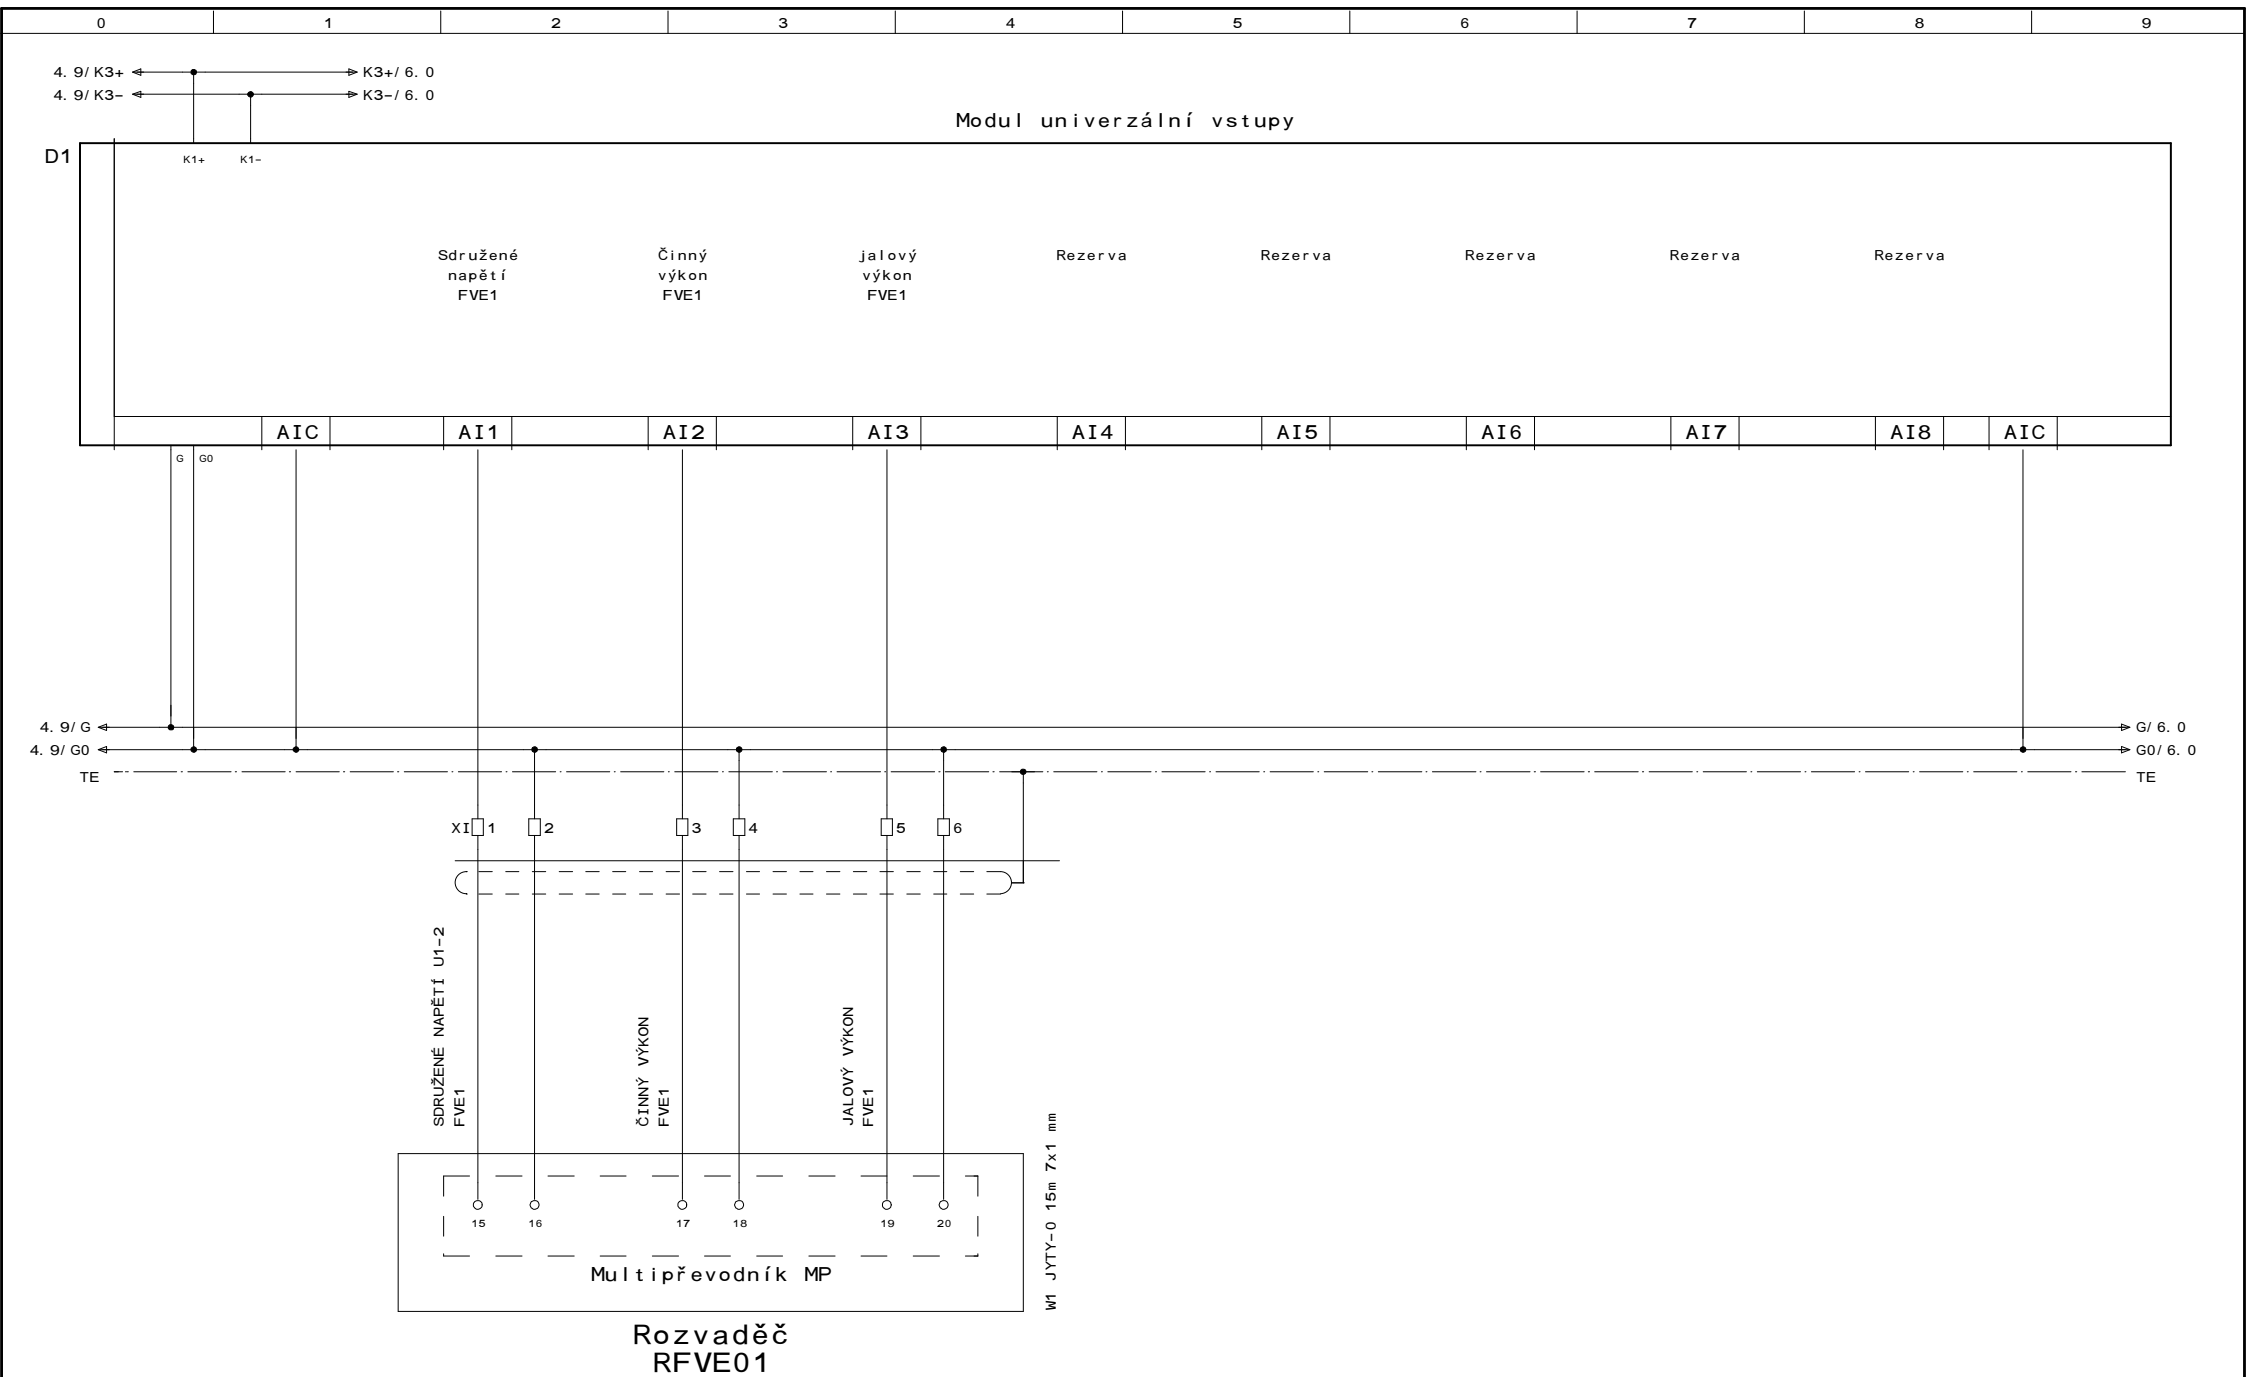 0 1 2 3 4 5 6 7 8 9
4. 9/ K3+ K3+/ 6. 0
4. 9/ K3- K3-/ 6. 0
Modul univerzální vstupy
D1
K1+ K1-
Sdružené Činný jalový Rezerva Rezerva Rezerva Rezerva Rezerva
napětí výkon výkon
FVE1 FVE1 FVE1
AIC AI1 AI2 AI3 AI4 AI5 AI6 AI7 AI8 AIC
G G0
4. 9/ G G/ 6. 0
4. 9/ G0 G0/ 6. 0
TE TE
XI 1 2 3 4 5 6
SDRUŽENÉ NAPĚTÍ U1-2
FVE1
ČINNÝ VÝKON
FVE1
JALOVÝ VÝKON
FVE1
W1 JYTY-O 15m 7x1 mm
15 16 17 18 19 20
Multipřevodník MP
Rozvaděč
RFVE01